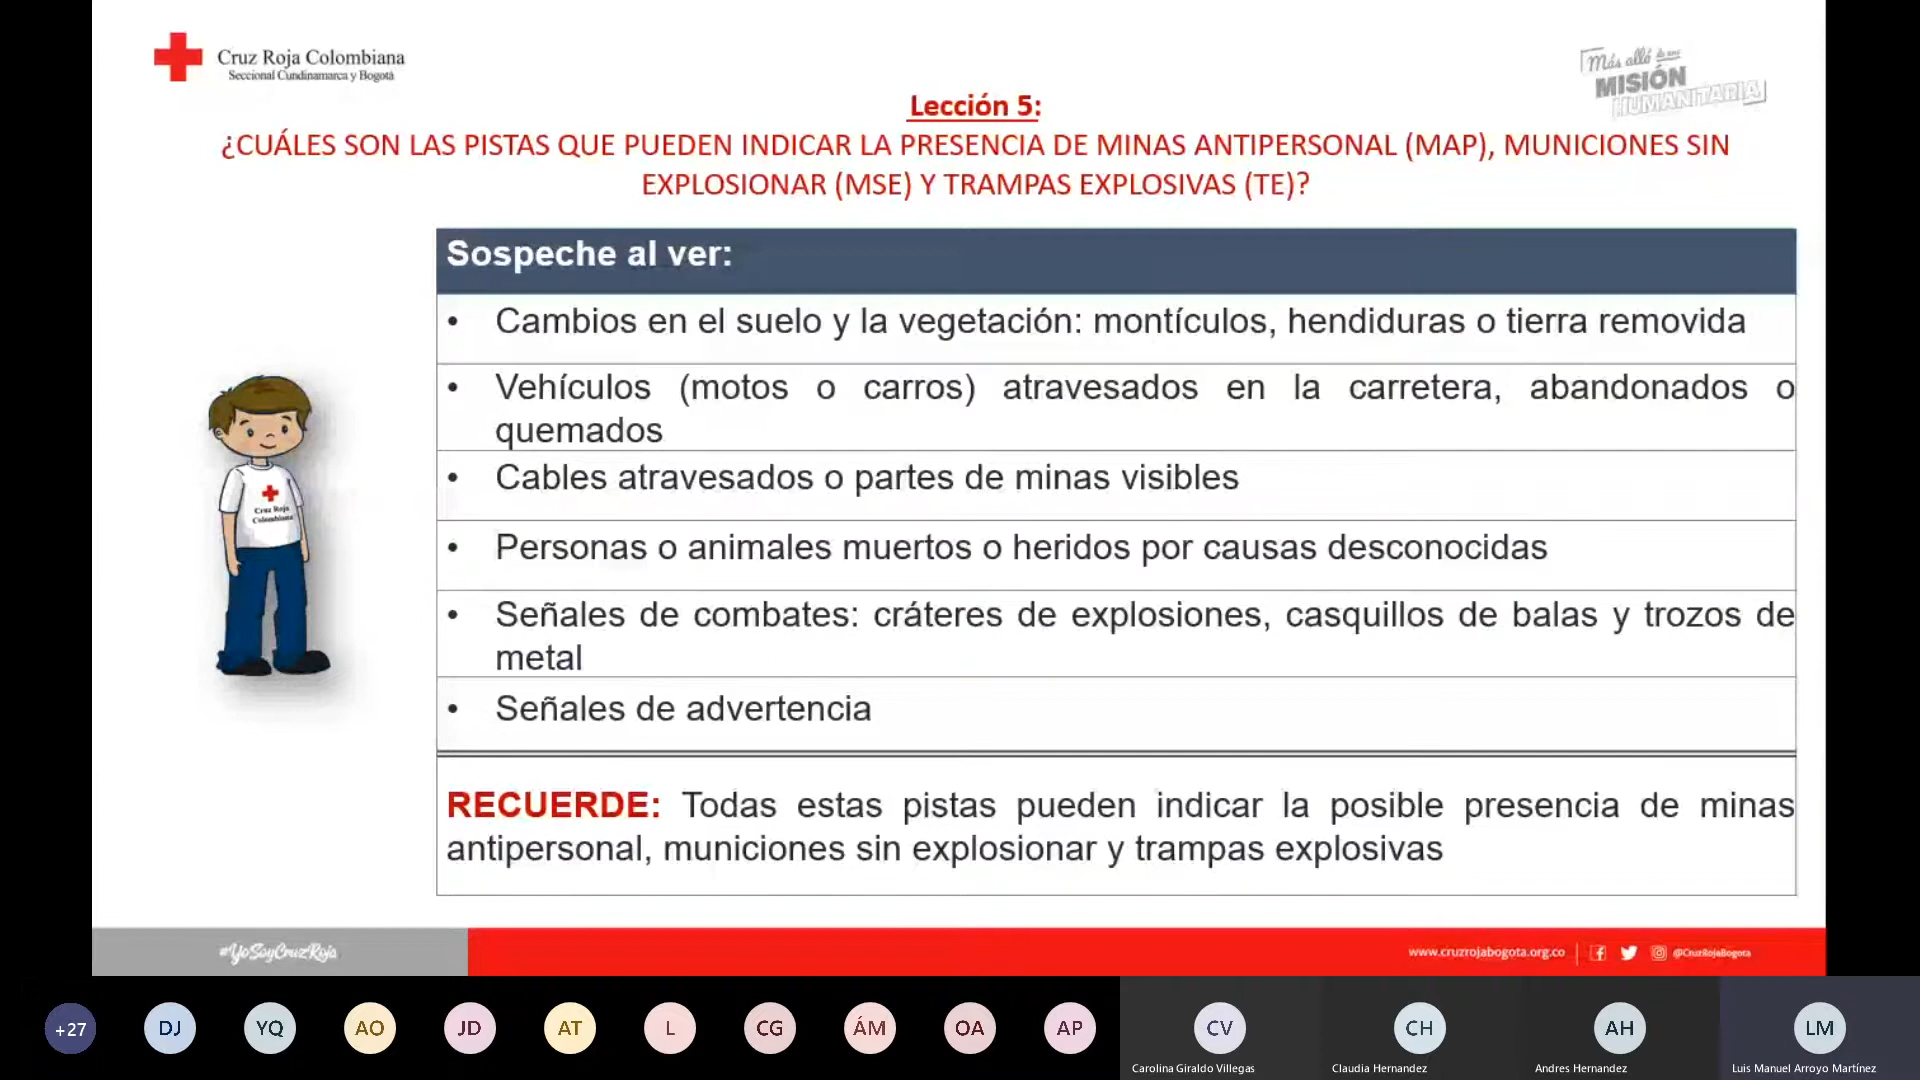 Cruz Roja Colombiana
Seccional Cundinamarca y Bogotá
Más allá de una
MISIÓN
HUMANITARIA
Lección 5:
¿CUÁLES SON LAS PISTAS QUE PUEDEN INDICAR LA PRESENCIA DE MINAS ANTIPERSONAL (MAP), MUNICIONES SIN
EXPLOSIONAR (MSE) Y TRAMPAS EXPLOSIVAS (TE)?
Sospeche al ver:
• Cambios en el suelo y la vegetación: montículos, hendiduras o tierra removida
• Vehículos (motos o carros) atravesados en la carretera, abandonados o
quemados
• Cables atravesados o partes de minas visibles
• Personas o animales muertos o heridos por causas desconocidas
• Señales de combates: cráteres de explosiones, casquillos de balas y trozos de
metal
• Señales de advertencia
RECUERDE: Todas estas pistas pueden indicar la posible presencia de minas
antipersonal, municiones sin explosionar y trampas explosivas
Cruz Roja
Colombiana
#YoSoyCruzRoja
www.cruzrojabogota.org.co
@CruzRojaBogota
+27
DJ
YQ
AO
JD
AT
L
CG
ÁM
OA
AP
CV
CH
AH
LM
Carolina Giraldo Villegas
Claudia Hernandez
Andres Hernandez
Luis Manuel Arroyo Martínez